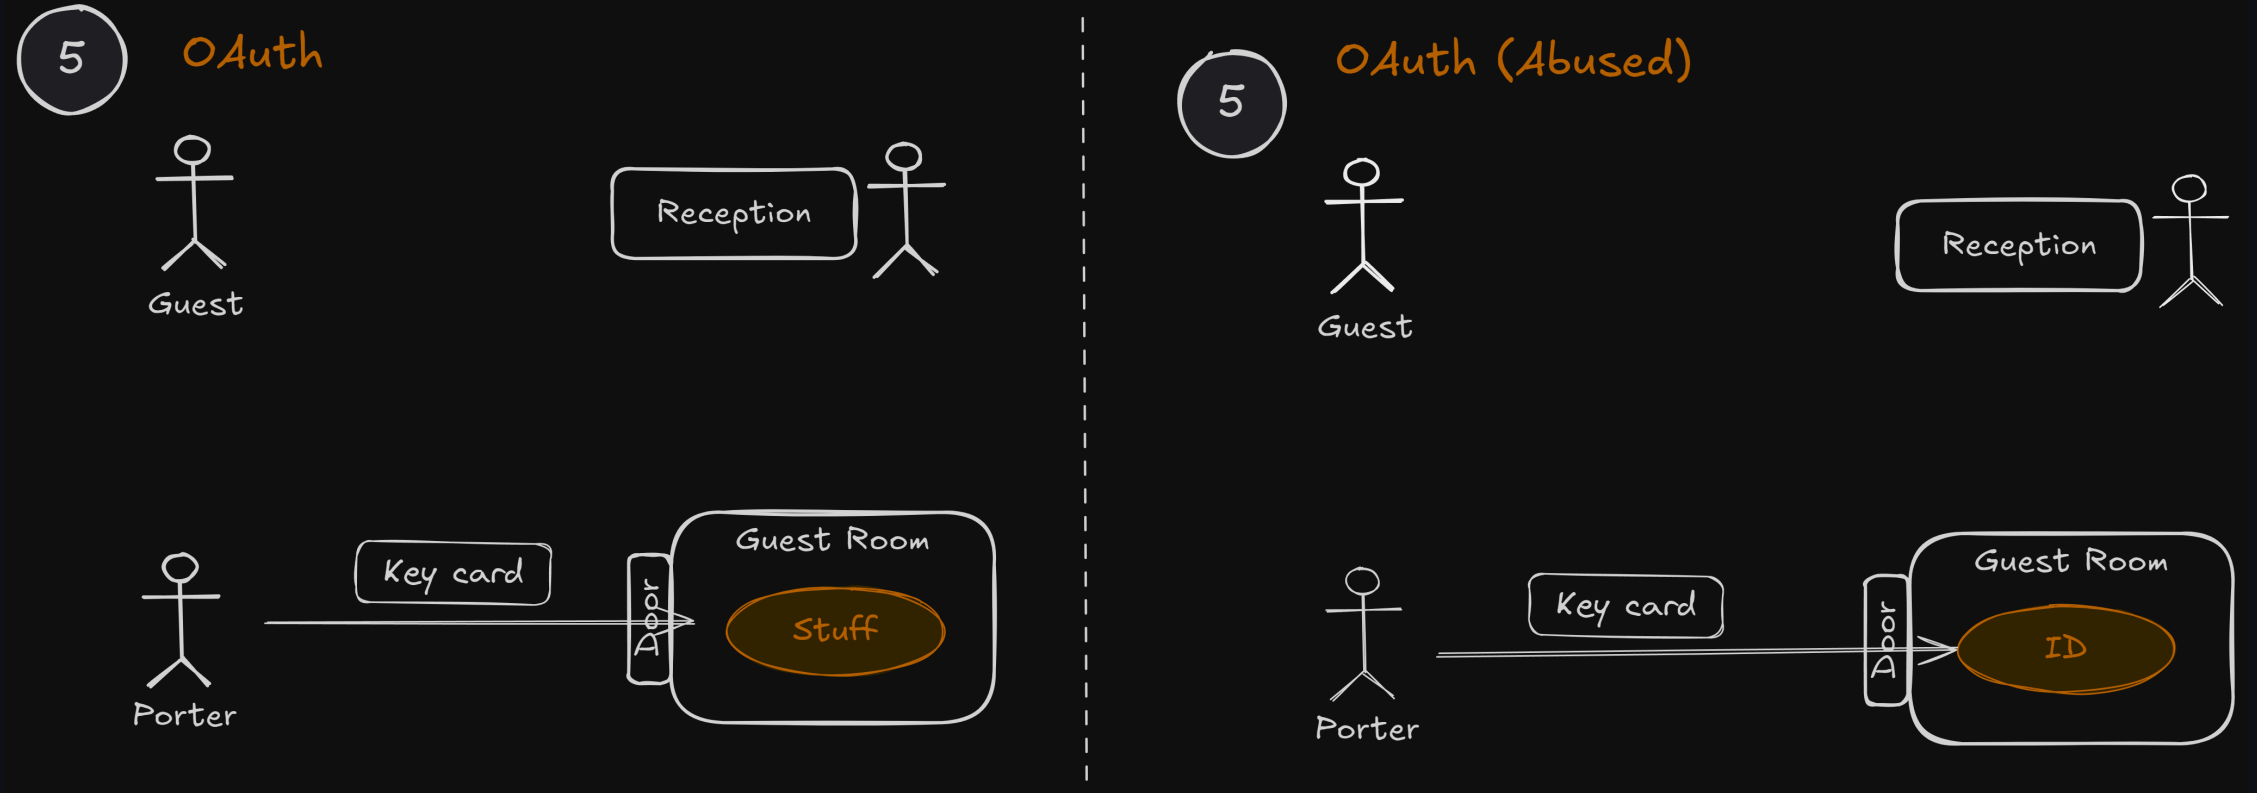 5
OAuth
Guest
Reception
Porter
Key card
Door
Guest Room
Stuff
5
OAuth (Abused)
Guest
Reception
Porter
Key card
Door
Guest Room
ID